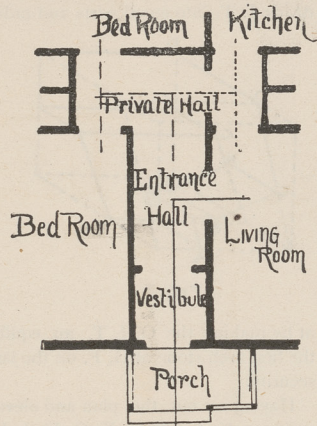 Bed Room
Kitchen
Private Hall
Entrance
Hall
Bed Room
Living
Room
Vestibule
Porch